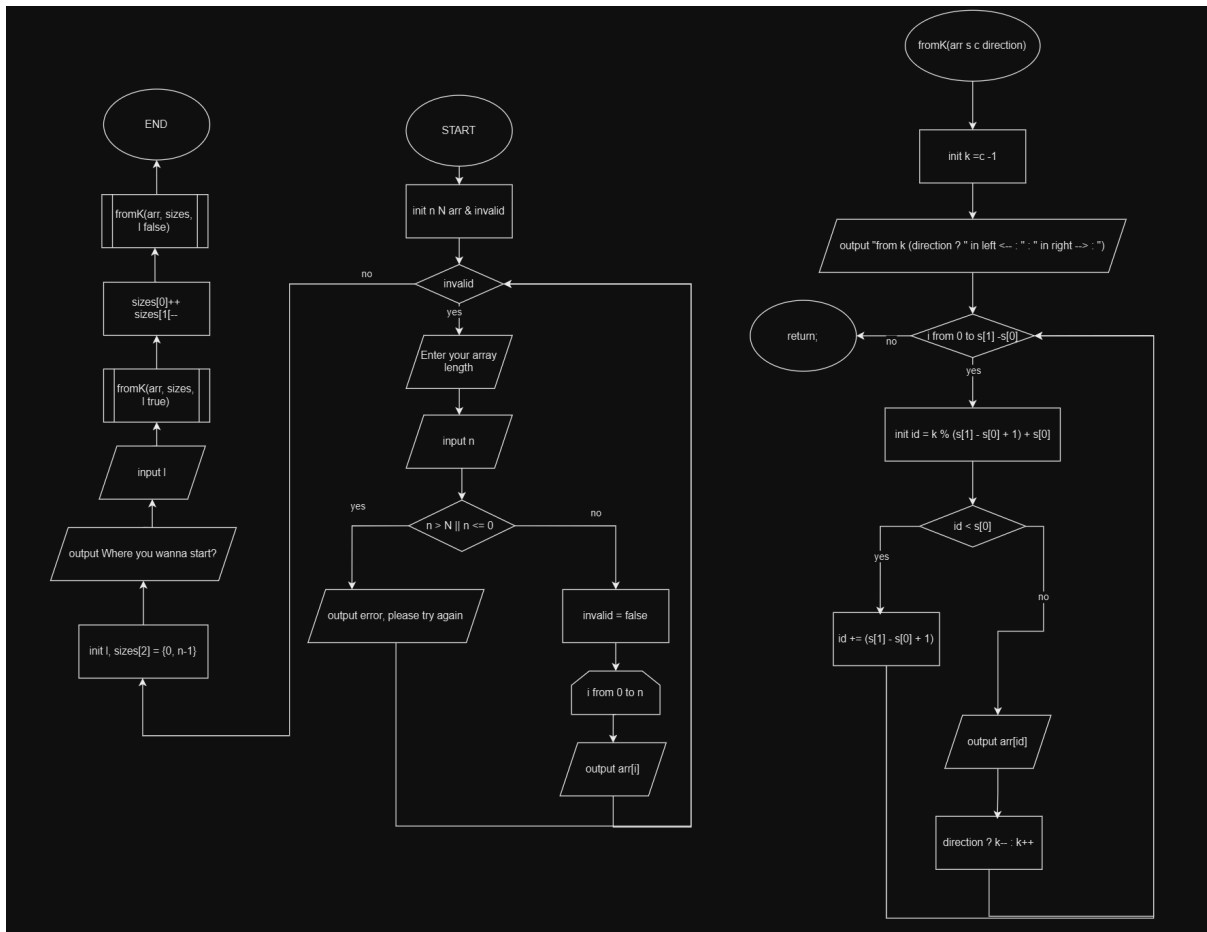 START
init n N arr & invalid
invalid
no
yes
Enter your array
length
input n
n > N || n <= 0
yes
no
output error, please try again
invalid = false
i from 0 to n
output arr[i]
init l, sizes[2] = {0, n-1}
output Where you wanna start?
input l
fromK(arr, sizes,
l true)
sizes[0]++
sizes[1[--
fromK(arr, sizes,
l false)
END
fromK(arr s c direction)
init k =c -1
output "from k (direction ? " in left <-- : " : " in right --> : ")
i from 0 to s[1] -s[0]
no
return;
yes
init id = k % (s[1] - s[0] + 1) + s[0]
id < s[0]
yes
no
id += (s[1] - s[0] + 1)
output arr[id]
direction ? k-- : k++